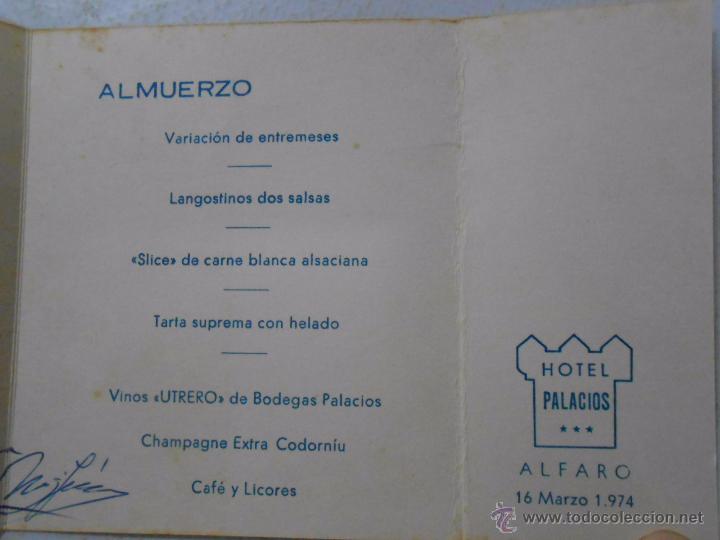 ALMUERZO
Variación de entremeses
Langostinos dos salsas
«Slice» de carne blanca alsaciana
Tarta suprema con helado
Vinos «UTRERO» de Bodegas Palacios
Champagne Extra Codorníu
Café y Licores
HOTEL
PALACIOS
★★★
ALFARO
16 Marzo 1.974
© www.todocoleccion.net